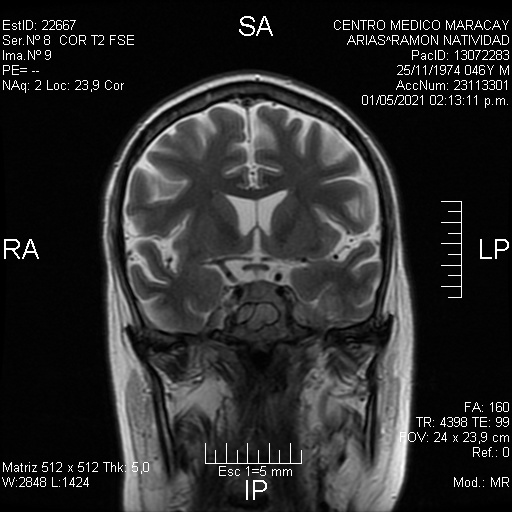 EstID: 22667
Ser.Nº 8 COR T2 FSE
Ima.Nº 9
PE= --
NAq: 2 Loc: 23,9 Cor
SA
CENTRO MEDICO MARACAY
ARIAS^RAMON NATIVIDAD
PacID: 13072283
25/11/1974 046Y M
AccNum: 23113301
01/05/2021 02:13:11 p.m.
RA
LP
Matriz 512 x 512 Thk: 5,0
W:2848 L:1424
Esc 1=5 mm
IP
FA: 160
TR: 4398 TE: 99
FOV: 24 x 23,9 cm
Ref.: 0
Mod.: MR